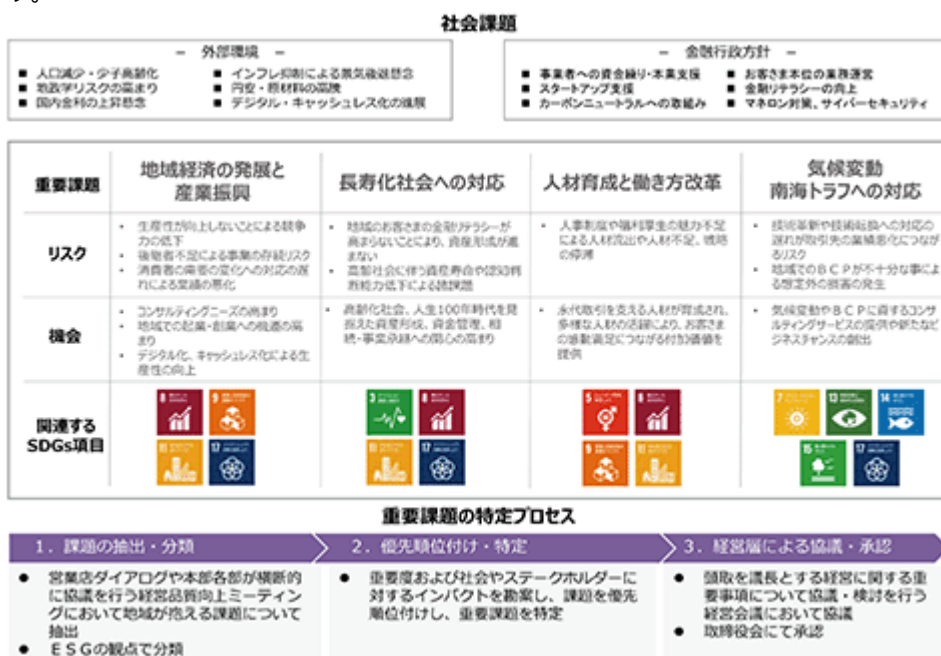 す。
社会課題
－ 外部環境 －
■ 人口減少・少子高齢化
■ 地政学リスクの高まり
■ 国内金利の上昇懸念
■ インフレ抑制による景気後退懸念
■ 円安・原材料の高騰
■ デジタル・キャッシュレス化の進展
－ 金融行政方針 －
■ 事業者への資金繰り・本業支援
■ スタートアップ支援
■ カーボンニュートラルへの取組み
■ お客さま本位の業務運営
■ 金融リテラシーの向上
■ マネロン対策、サイバーセキュリティ
重要課題
地域経済の発展と
産業振興
長寿化社会への対応
人材育成と働き方改革
気候変動
南海トラフへの対応
リスク
• 生産性が向上しないことによる競争
力の低下
• 後継者不足による事業の存続リスク
• 消費者の需要の変化への対応の遅
れによる業績の悪化
• 地域のお客さまの金融リテラシーが
高まらないことにより、資産形成が進
まない
• 高齢社会に伴う資産寿命や認知判
断能力低下による諸課題
• 人事制度や福利厚生の魅力不足
による人材流出や人材不足、戦略
の停滞
• 技術革新や技術転換への対応の
遅れが取引先の業績悪化につなが
るリスク
• 地域でのＢＣＰが不十分な事によ
る想定外の損害の発生
機会
• コンサルティングニーズの高まり
• 地域での起業・創業への機運の高
まり
• デジタル化、キャッシュレス化による生
産性の向上
• 高齢化社会、人生100年時代を見
据えた資産形成、資金管理、相
続・事業承継への関心の高まり
• 永代取引を支える人材が育成され、
多様な人材の活躍により、お客さま
の感動満足につながる付加価値を
提供
• 気候変動やＢＣＰに資するコンサ
ルティングサービスの提供や新たなビ
ジネスチャンスの創出
関連する
SDGs項目
8
9
11
17
3
8
11
17
5
8
9
11
7
13
14
15
17
重要課題の特定プロセス
1．課題の抽出・分類
2．優先順位付け・特定
3．経営層による協議・承認
● 営業店ダイアログや本部各部が横断的
に協議を行う経営品質向上ミーティン
グにおいて地域が抱える課題について
抽出
● ＥＳＧの観点で分類
● 重要度および社会やステークホルダーに
対するインパクトを勘案し、課題を優先
順位付けし、重要課題を特定
● 頭取を議長とする経営に関する重
要事項について協議・検討を行う
経営会議において協議
● 取締役会にて承認